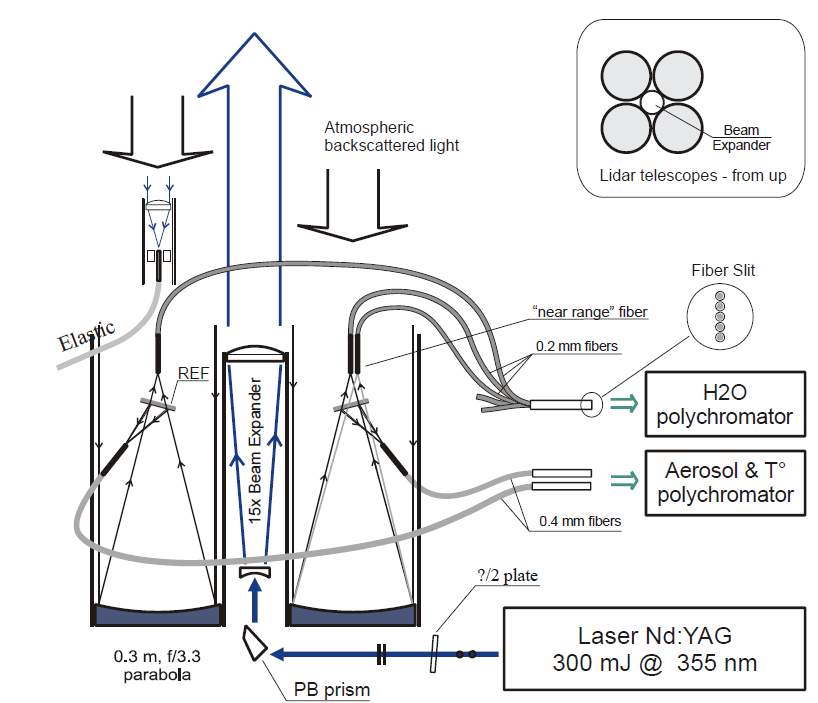 Atmospheric
backscattered light
Beam
Expander
Lidar telescopes - from up
Fiber Slit
"near range" fiber
0.2 mm fibers
Elastic
REF
15x Beam Expander
H2O
polychromator
Aerosol & T°
polychromator
0.4 mm fibers
?/2 plate
0.3 m, f/3.3
parabola
PB prism
Laser Nd:YAG
300 mJ @ 355 nm